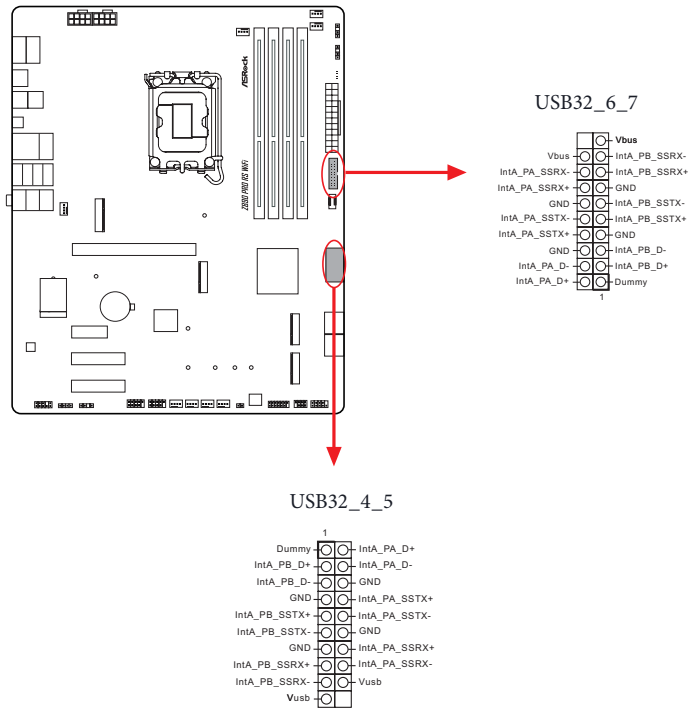 ASRock
Z890 PRO RS WiFi
USB32_6_7
Vbus
Vbus IntA_PB_SSRX-
IntA_PA_SSRX- IntA_PB_SSRX+
IntA_PA_SSRX+ GND
GND IntA_PB_SSTX-
IntA_PA_SSTX- IntA_PB_SSTX+
IntA_PA_SSTX+ GND
GND IntA_PB_D-
IntA_PA_D- IntA_PB_D+
IntA_PA_D+ Dummy
1
USB32_4_5
1
Dummy IntA_PA_D+
IntA_PB_D+ IntA_PA_D-
IntA_PB_D- GND
GND IntA_PA_SSTX+
IntA_PB_SSTX+ IntA_PA_SSTX-
IntA_PB_SSTX- GND
GND IntA_PA_SSRX+
IntA_PB_SSRX+ IntA_PA_SSRX-
IntA_PB_SSRX- Vusb
Vusb